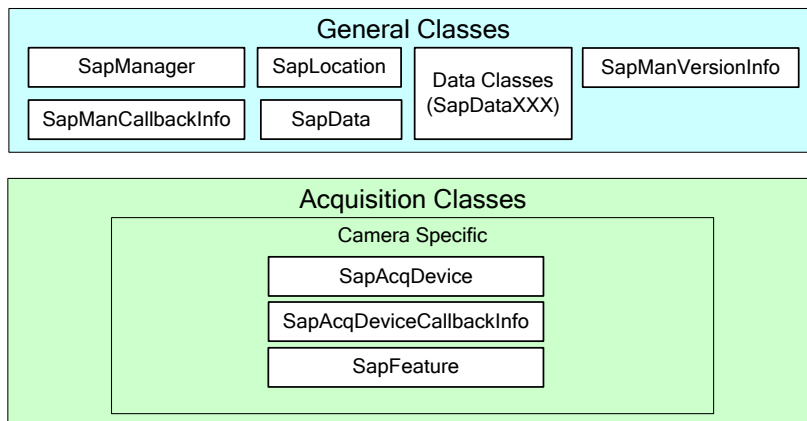 General Classes
SapManager
SapLocation
Data Classes
(SapDataXXX)
SapManVersionInfo
SapManCallbackInfo
SapData
Acquisition Classes
Camera Specific
SapAcqDevice
SapAcqDeviceCallbackInfo
SapFeature